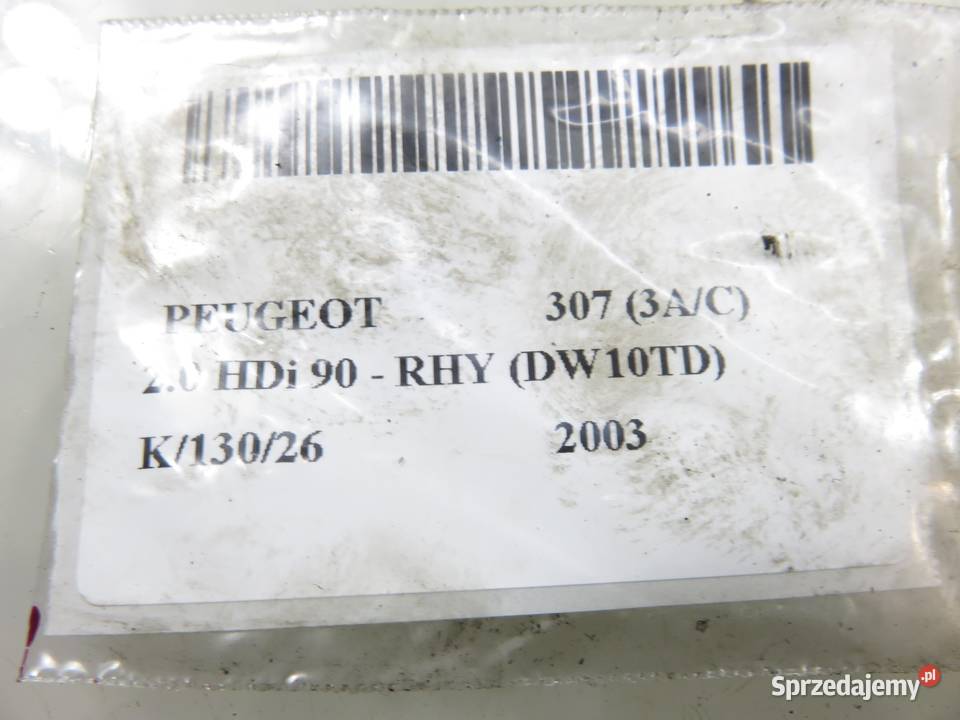 PEUGEOT 307 (3A/C)
2.0 HDi 90 - RHY (DW10TD)
K/130/26 2003
Sprzedajemy.pl